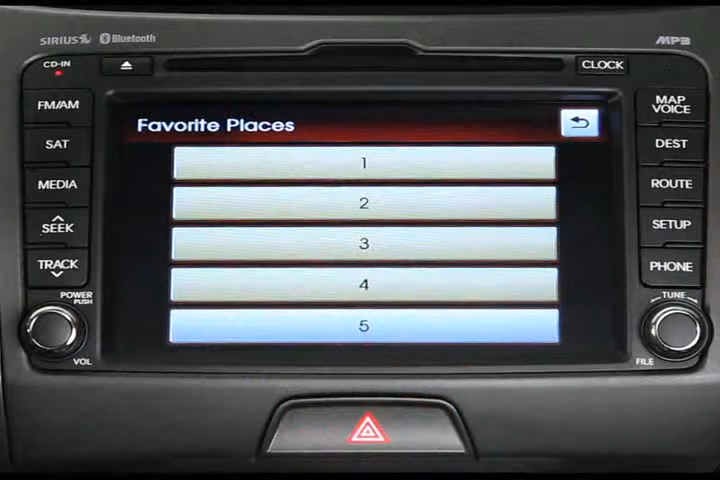 SIRIUS Bluetooth MP3
CD-IN CLOCK
FM/AM
SAT
MEDIA
SEEK
TRACK
POWER
PUSH
VOL
Favorite Places
1
2
3
4
5
MAP
VOICE
DEST
ROUTE
SETUP
PHONE
TUNE
FILE